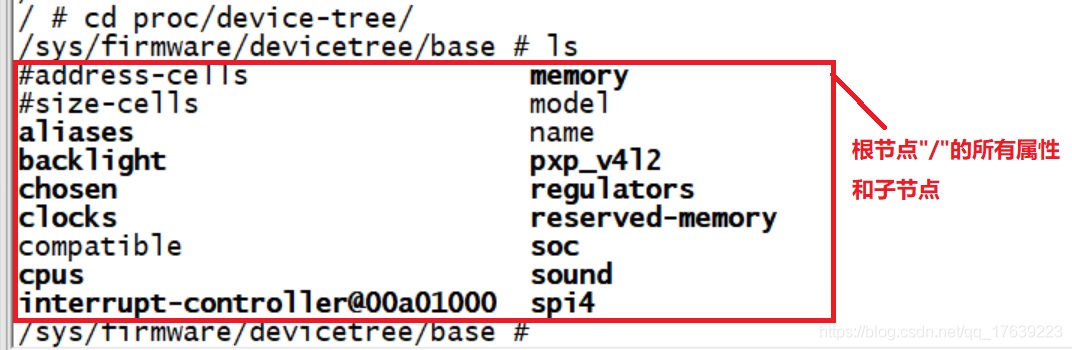 / # cd proc/device-tree/
/sys/firmware/devicetree/base # ls
#address-cells memory
#size-cells model
aliases name
backlight pxp_v4l2
chosen regulators
clocks reserved-memory
compatible soc
cpus sound
interrupt-controller@00a01000 spi4
/sys/firmware/devicetree/base #
根节点"/"的所有属性
和子节点
https://blog.csdn.net/qq_17639223